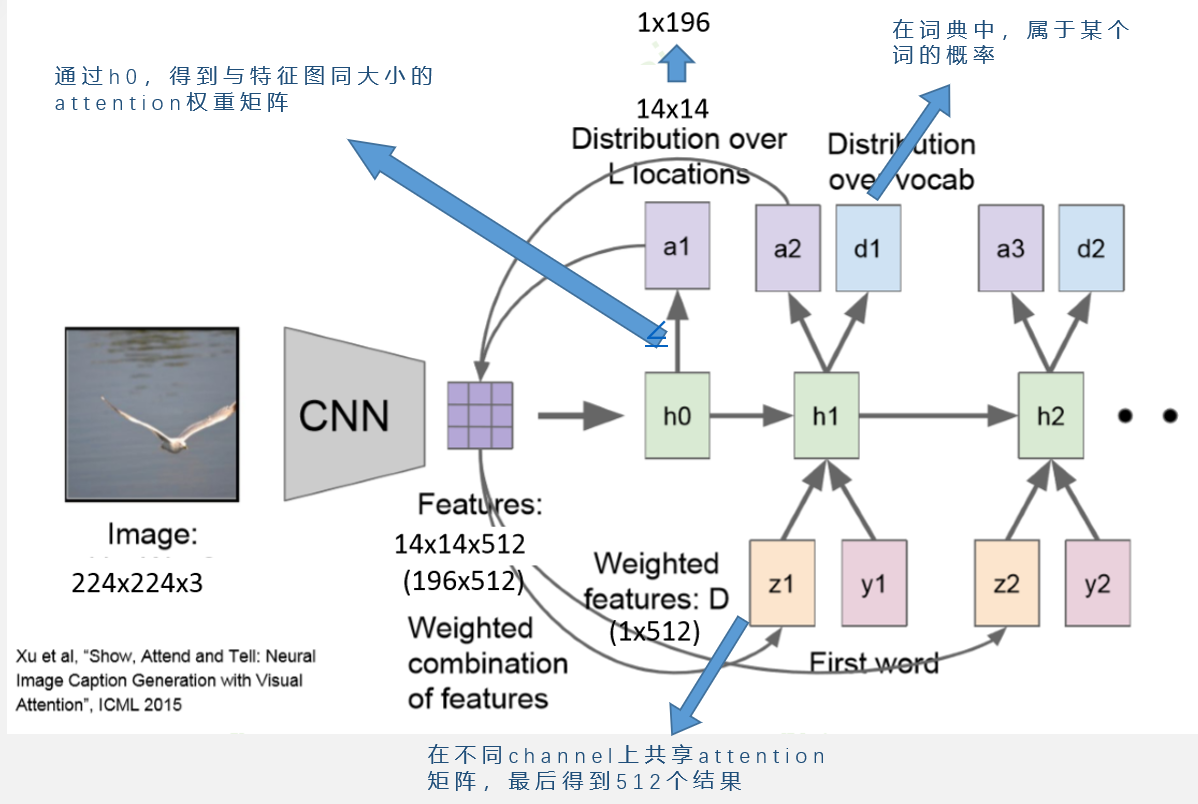 1x196
在词典中，属于某个
词的概率
通过h0，得到与特征图同大小的
attention权重矩阵
14x14
Distribution over
L locations
Distribution
over vocab
a1
a2
d1
a3
d2
CNN
h0
h1
h2
Image:
224x224x3
Features:
14x14x512
(196x512)
Weighted
combination
of features
Weighted
features: D
(1x512)
z1
y1
z2
y2
First word
Xu et al, "Show, Attend and Tell: Neural
Image Caption Generation with Visual
Attention", ICML 2015
在不同channel上共享attention
矩阵，最后得到512个结果